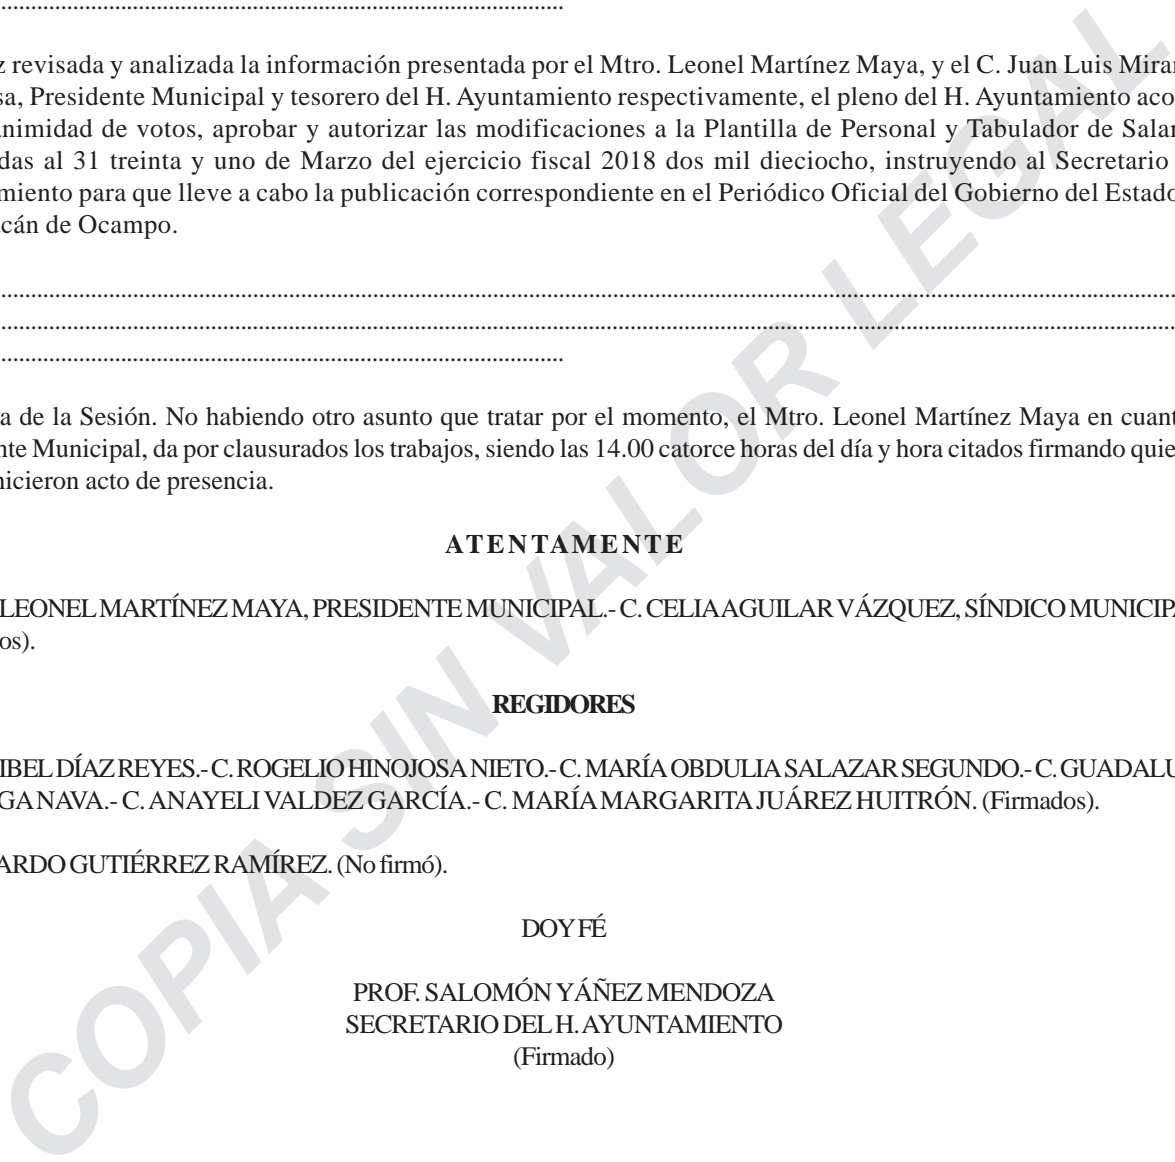 ..............................................................................................
z revisada y analizada la información presentada por el Mtro. Leonel Martínez Maya, y el C. Juan Luis Miran
sa, Presidente Municipal y tesorero del H. Ayuntamiento respectivamente, el pleno del H. Ayuntamiento aco
animidad de votos, aprobar y autorizar las modificaciones a la Plantilla de Personal y Tabulador de Salar
das al 31 treinta y uno de Marzo del ejercicio fiscal 2018 dos mil dieciocho, instruyendo al Secretario
miento para que lleve a cabo la publicación correspondiente en el Periódico Oficial del Gobierno del Estado
cán de Ocampo.
..............................................................................................
..............................................................................................
..............................................................................................
a de la Sesión. No habiendo otro asunto que tratar por el momento, el Mtro. Leonel Martínez Maya en cuant
nte Municipal, da por clausurados los trabajos, siendo las 14.00 catorce horas del día y hora citados firmando quie
hicieron acto de presencia.
ATENTAMENTE
LEONEL MARTÍNEZ MAYA, PRESIDENTE MUNICIPAL.- C. CELIA AGUILAR VÁZQUEZ, SÍNDICO MUNICIPA
os).
REGIDORES
IBEL DÍAZ REYES.- C. ROGELIO HINOJOSA NIETO.- C. MARÍA OBDULIA SALAZAR SEGUNDO.- C. GUADALU
GA NAVA.- C. ANAYELI VALDEZ GARCÍA.- C. MARÍA MARGARITA JUÁREZ HUITRÓN. (Firmados).
ARDO GUTIÉRREZ RAMÍREZ. (No firmó).
DOY FÉ
PROF. SALOMÓN YÁÑEZ MENDOZA
SECRETARIO DEL H. AYUNTAMIENTO
(Firmado)
COPIA SIN VALOR LEGAL